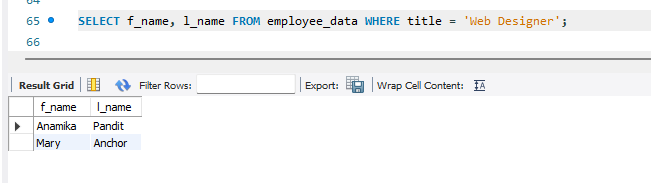 64
65 SELECT f_name, l_name FROM employee_data WHERE title = 'Web Designer';
66
Result Grid Filter Rows: Export: Wrap Cell Content:
f_name l_name
Anamika Pandit
Mary Anchor